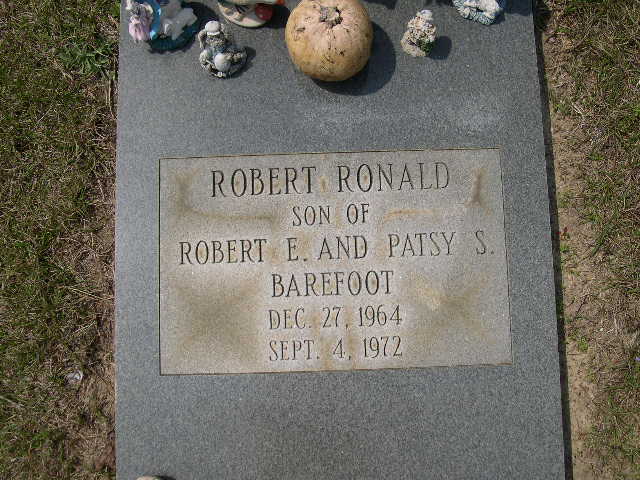 ROBERT RONALD
SON OF
ROBERT E. AND PATSY S.
BAREFOOT
DEC. 27, 1964
SEPT. 4, 1972